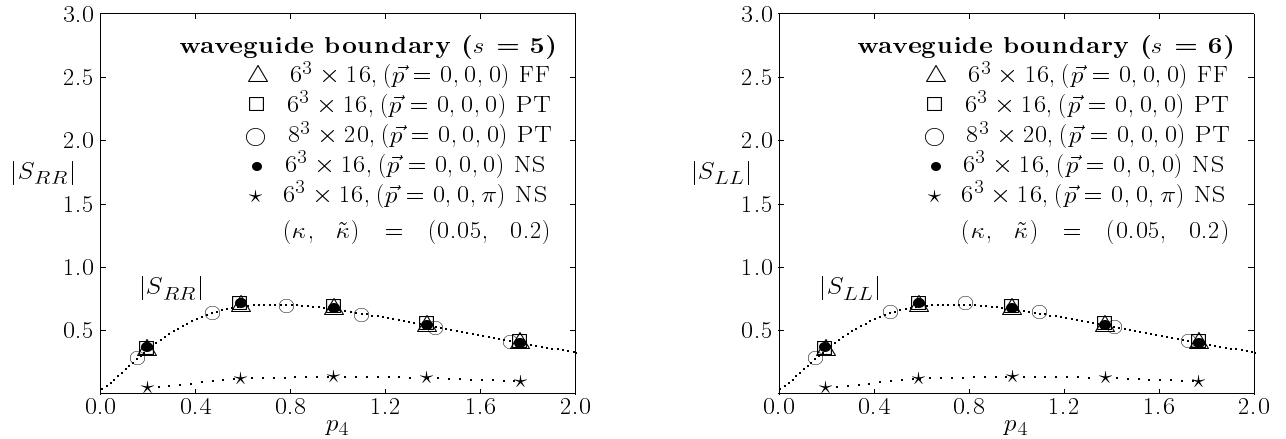 waveguide boundary (s = 5)
△ 6³ × 16, (p⃗ = 0, 0, 0) FF
□ 6³ × 16, (p⃗ = 0, 0, 0) PT
○ 8³ × 20, (p⃗ = 0, 0, 0) PT
● 6³ × 16, (p⃗ = 0, 0, 0) NS
⋆ 6³ × 16, (p⃗ = 0, 0, π) NS
(κ, κ̃) = (0.05, 0.2)
3.0
2.5
2.0
|S_RR|
1.5
1.0
0.5
|S_RR|
0.0 0.4 0.8 1.2 1.6 2.0
p₄
waveguide boundary (s = 6)
△ 6³ × 16, (p⃗ = 0, 0, 0) FF
□ 6³ × 16, (p⃗ = 0, 0, 0) PT
○ 8³ × 20, (p⃗ = 0, 0, 0) PT
● 6³ × 16, (p⃗ = 0, 0, 0) NS
⋆ 6³ × 16, (p⃗ = 0, 0, π) NS
(κ, κ̃) = (0.05, 0.2)
3.0
2.5
2.0
|S_LL|
1.5
1.0
0.5
|S_LL|
0.0 0.4 0.8 1.2 1.6 2.0
p₄